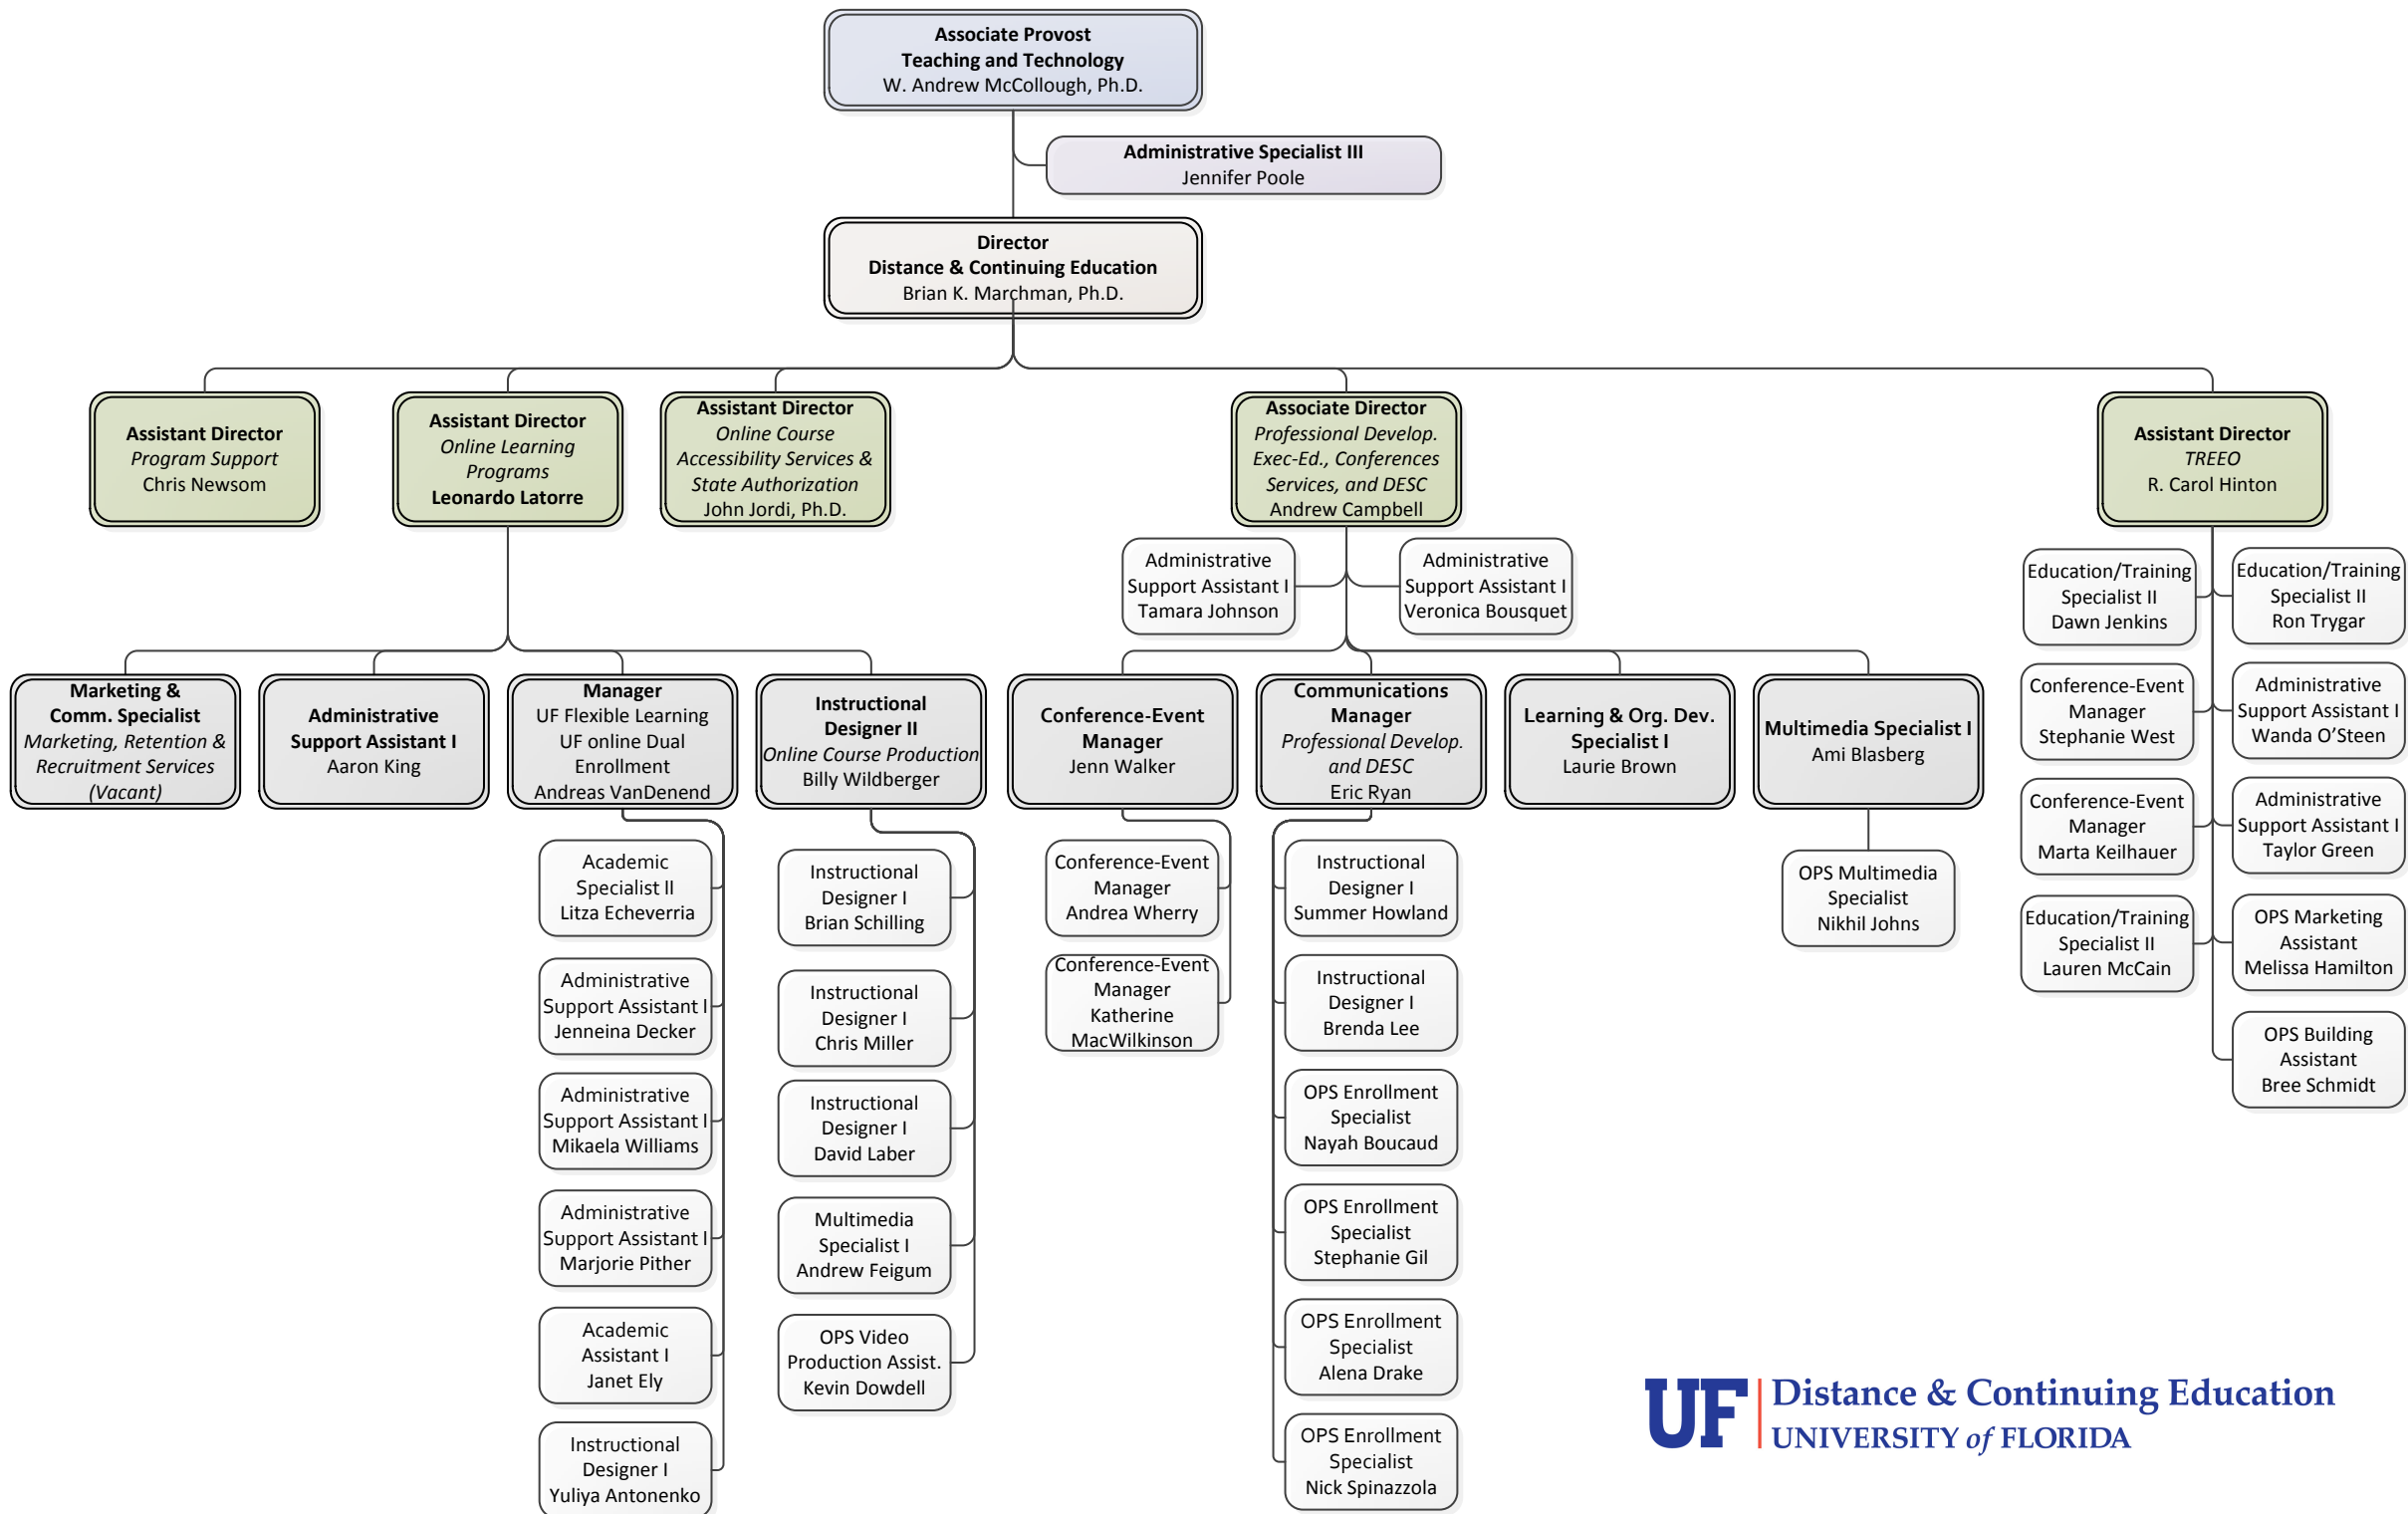 Associate Provost
Teaching and Technology
W. Andrew McCollough, Ph.D.
Administrative Specialist III
Jennifer Poole
Director
Distance & Continuing Education
Brian K. Marchman, Ph.D.
Assistant Director
Program Support
Chris Newsom
Assistant Director
Online Learning
Programs
Leonardo Latorre
Assistant Director
Online Course
Accessibility Services &
State Authorization
John Jordi, Ph.D.
Associate Director
Professional Develop.
Exec-Ed., Conferences
Services, and DESC
Andrew Campbell
Assistant Director
TREEO
R. Carol Hinton
Administrative
Support Assistant I
Tamara Johnson
Administrative
Support Assistant I
Veronica Bousquet
Education/Training
Specialist II
Dawn Jenkins
Education/Training
Specialist II
Ron Trygar
Conference-Event
Manager
Stephanie West
Administrative
Support Assistant I
Wanda O’Steen
Conference-Event
Manager
Marta Keilhauer
Administrative
Support Assistant I
Taylor Green
Education/Training
Specialist II
Lauren McCain
OPS Marketing
Assistant
Melissa Hamilton
OPS Building
Assistant
Bree Schmidt
Marketing &
Comm. Specialist
Marketing, Retention &
Recruitment Services
(Vacant)
Administrative
Support Assistant I
Aaron King
Manager
UF Flexible Learning
UF online Dual
Enrollment
Andreas VanDenend
Instructional
Designer II
Online Course Production
Billy Wildberger
Conference-Event
Manager
Jenn Walker
Communications
Manager
Professional Develop.
and DESC
Eric Ryan
Learning & Org. Dev.
Specialist I
Laurie Brown
Multimedia Specialist I
Ami Blasberg
Academic
Specialist II
Litza Echeverria
Administrative
Support Assistant I
Jenneina Decker
Administrative
Support Assistant I
Mikaela Williams
Administrative
Support Assistant I
Marjorie Pither
Academic
Assistant I
Janet Ely
Instructional
Designer I
Yuliya Antonenko
Instructional
Designer I
Brian Schilling
Instructional
Designer I
Chris Miller
Instructional
Designer I
David Laber
Multimedia
Specialist I
Andrew Feigum
OPS Video
Production Assist.
Kevin Dowdell
Conference-Event
Manager
Andrea Wherry
Conference-Event
Manager
Katherine
MacWilkinson
Instructional
Designer I
Summer Howland
Instructional
Designer I
Brenda Lee
OPS Enrollment
Specialist
Nayah Boucaud
OPS Enrollment
Specialist
Stephanie Gil
OPS Enrollment
Specialist
Alena Drake
OPS Enrollment
Specialist
Nick Spinazzola
OPS Multimedia
Specialist
Nikhil Johns
UF
Distance & Continuing Education
UNIVERSITY of FLORIDA